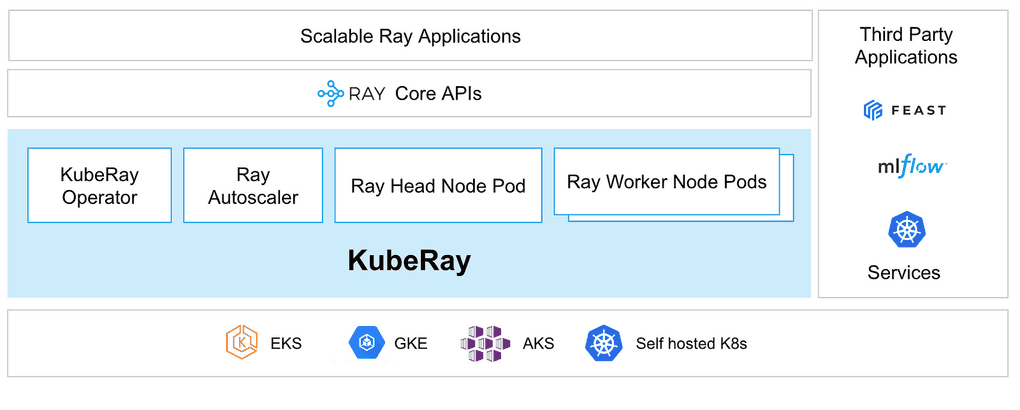 Scalable Ray Applications
RAY Core APIs
KubeRay
Operator
Ray
Autoscaler
Ray Head Node Pod
Ray Worker Node Pods
KubeRay
Third Party
Applications
FEAST
mlflow™
Services
EKS
GKE
AKS
Self hosted K8s